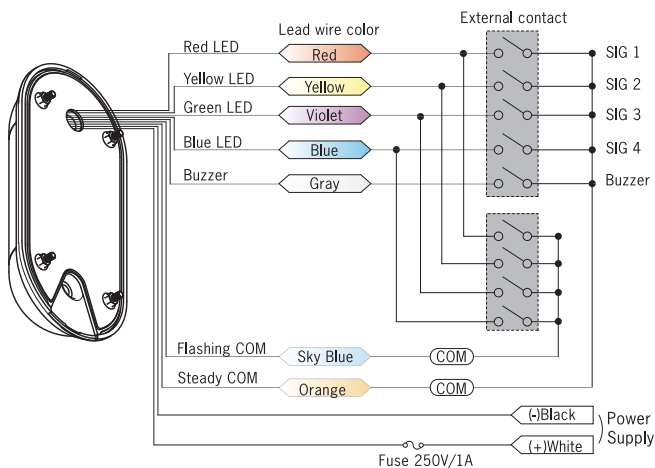 Lead wire color
External contact
Red LED
Red
SIG 1
Yellow LED
Yellow
SIG 2
Green LED
Violet
SIG 3
Blue LED
Blue
SIG 4
Buzzer
Gray
Buzzer
Flashing COM
Sky Blue
COM
Steady COM
Orange
COM
(-)Black
Power
Supply
(+)White
Fuse 250V/1A